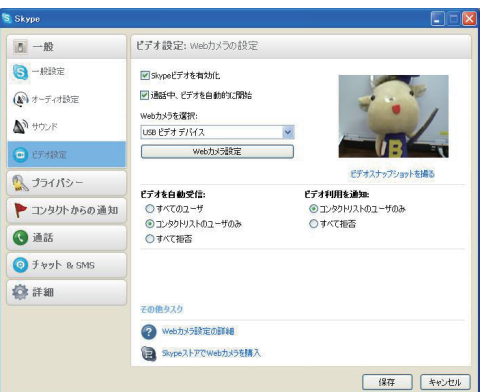 Skype
一般
一般設定
オーディオ設定
サウンド
ビデオ設定
プライバシー
コンタクトからの通知
通話
チャット & SMS
詳細
ビデオ設定: Webカメラの設定
Skypeビデオを有効化
通話中、ビデオを自動的に開始
Webカメラを選択:
USB ビデオ デバイス
Webカメラ設定
B
ビデオスナップショットを撮る
ビデオを自動受信:
すべてのユーザ
コンタクトリストのユーザのみ
すべて拒否
ビデオ利用を通知:
コンタクトリストのユーザのみ
すべて拒否
その他タスク
Webカメラ設定の詳細
SkypeストアでWebカメラを購入
保存
キャンセル